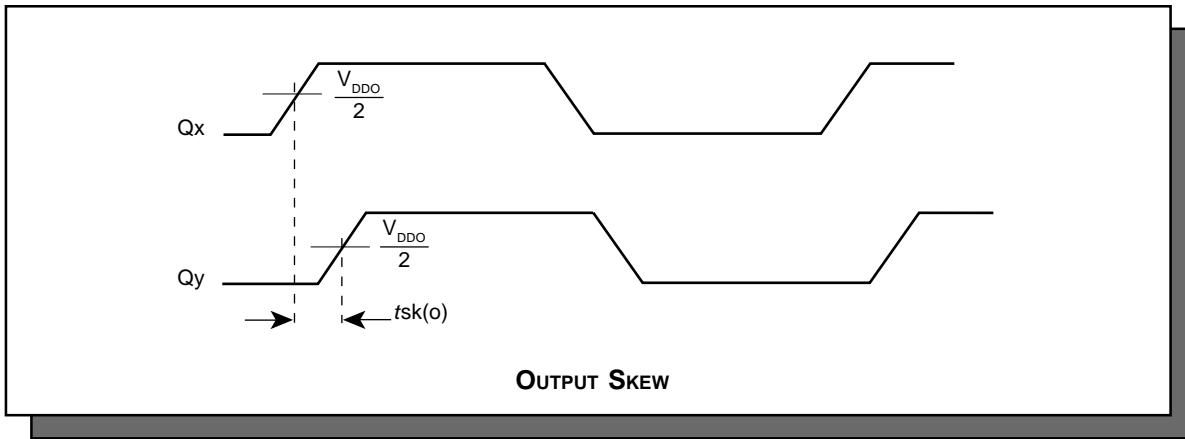 Qx
VDDO
2
Qy
VDDO
2
tsk(o)
OUTPUT SKEW